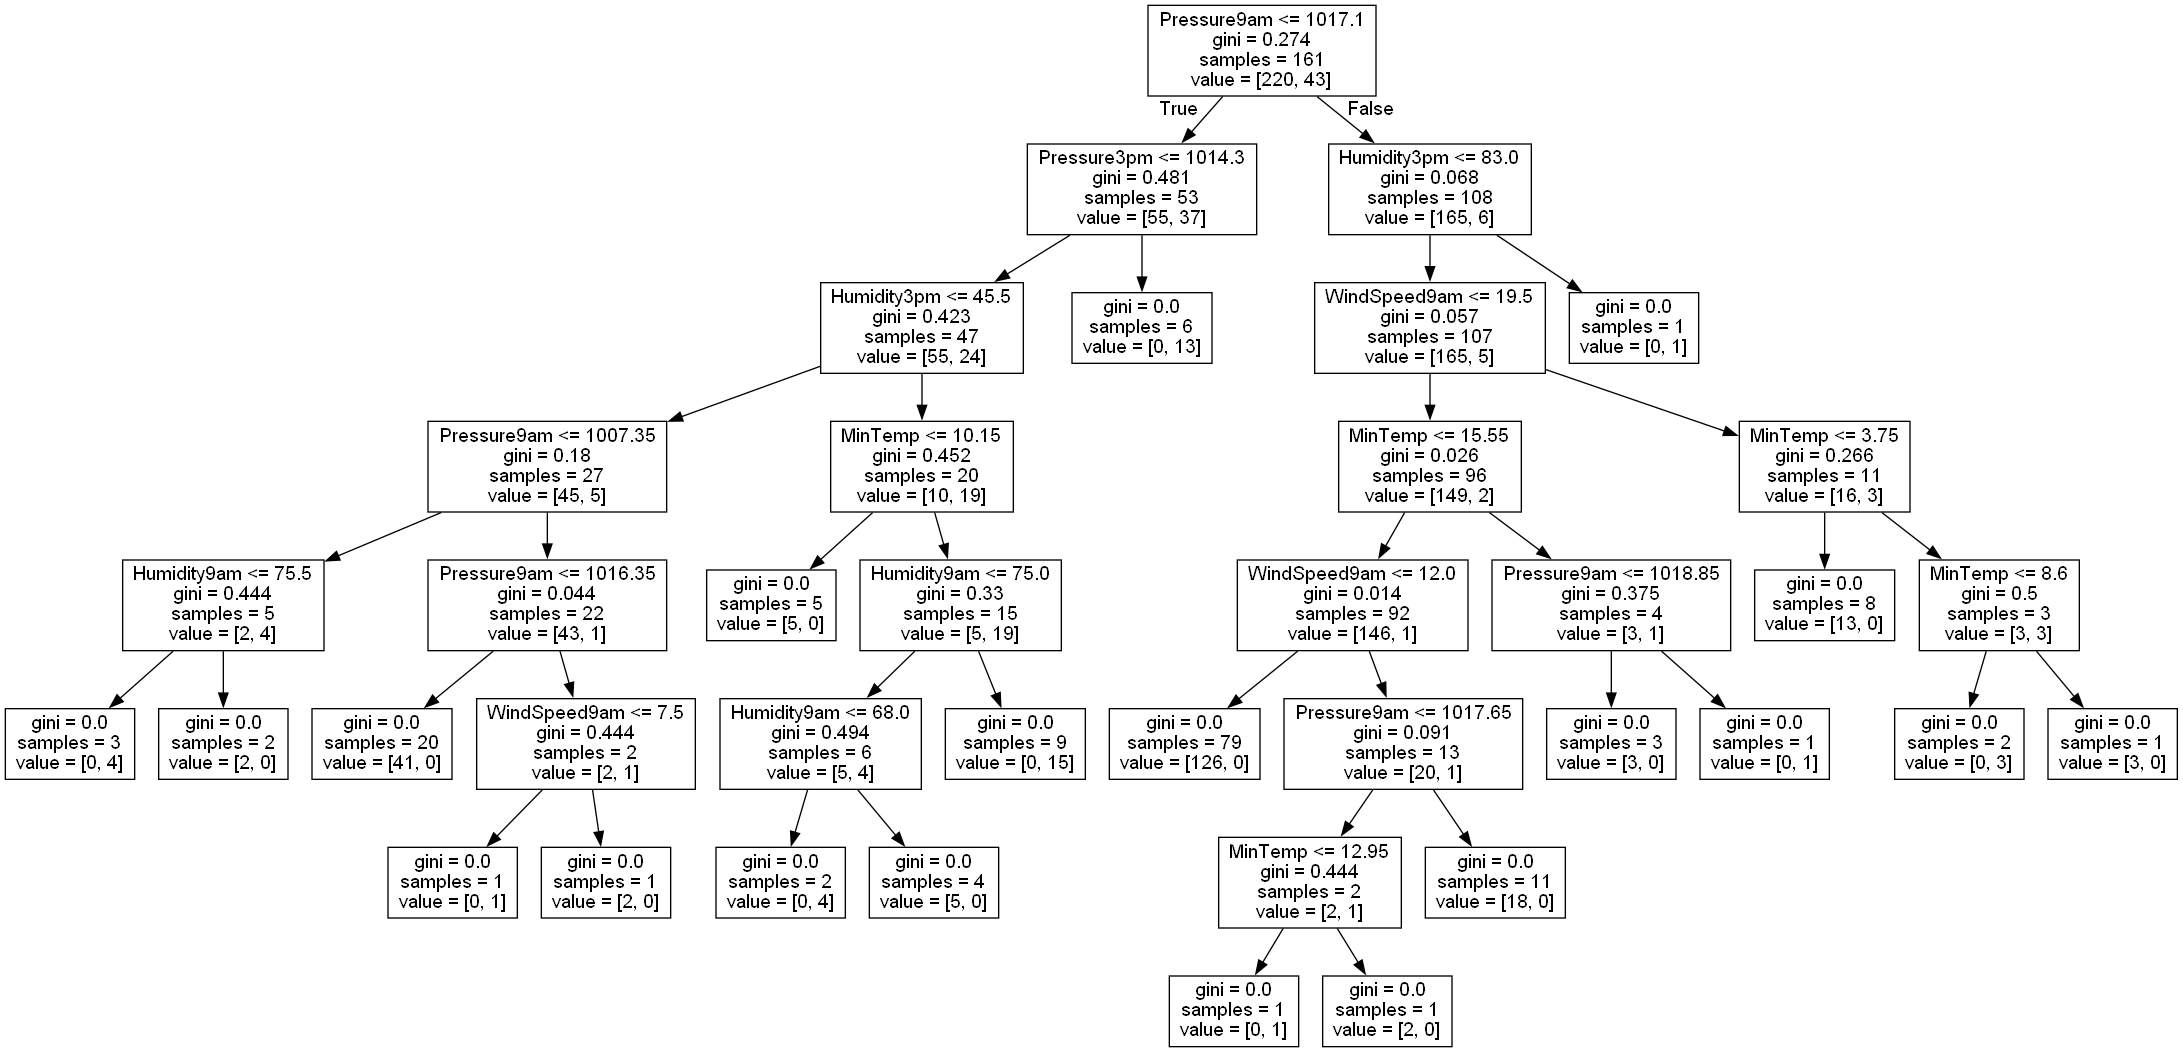 Pressure9am <= 1017.1
gini = 0.274
samples = 161
value = [220, 43]
True
False
Pressure3pm <= 1014.3
gini = 0.481
samples = 53
value = [55, 37]
Humidity3pm <= 83.0
gini = 0.068
samples = 108
value = [165, 6]
Humidity3pm <= 45.5
gini = 0.423
samples = 47
value = [55, 24]
gini = 0.0
samples = 6
value = [0, 13]
WindSpeed9am <= 19.5
gini = 0.057
samples = 107
value = [165, 5]
gini = 0.0
samples = 1
value = [0, 1]
Pressure9am <= 1007.35
gini = 0.18
samples = 27
value = [45, 5]
MinTemp <= 10.15
gini = 0.452
samples = 20
value = [10, 19]
MinTemp <= 15.55
gini = 0.026
samples = 96
value = [149, 2]
MinTemp <= 3.75
gini = 0.266
samples = 11
value = [16, 3]
Humidity9am <= 75.5
gini = 0.444
samples = 5
value = [2, 4]
Pressure9am <= 1016.35
gini = 0.044
samples = 22
value = [43, 1]
gini = 0.0
samples = 5
value = [5, 0]
Humidity9am <= 75.0
gini = 0.33
samples = 15
value = [5, 19]
WindSpeed9am <= 12.0
gini = 0.014
samples = 92
value = [146, 1]
Pressure9am <= 1018.85
gini = 0.375
samples = 4
value = [3, 1]
gini = 0.0
samples = 8
value = [13, 0]
MinTemp <= 8.6
gini = 0.5
samples = 3
value = [3, 3]
gini = 0.0
samples = 3
value = [0, 4]
gini = 0.0
samples = 2
value = [2, 0]
gini = 0.0
samples = 20
value = [41, 0]
WindSpeed9am <= 7.5
gini = 0.444
samples = 2
value = [2, 1]
Humidity9am <= 68.0
gini = 0.494
samples = 6
value = [5, 4]
gini = 0.0
samples = 9
value = [0, 15]
gini = 0.0
samples = 79
value = [126, 0]
Pressure9am <= 1017.65
gini = 0.091
samples = 13
value = [20, 1]
gini = 0.0
samples = 3
value = [3, 0]
gini = 0.0
samples = 1
value = [0, 1]
gini = 0.0
samples = 2
value = [0, 3]
gini = 0.0
samples = 1
value = [3, 0]
gini = 0.0
samples = 1
value = [0, 1]
gini = 0.0
samples = 1
value = [2, 0]
gini = 0.0
samples = 2
value = [0, 4]
gini = 0.0
samples = 4
value = [5, 0]
MinTemp <= 12.95
gini = 0.444
samples = 2
value = [2, 1]
gini = 0.0
samples = 11
value = [18, 0]
gini = 0.0
samples = 1
value = [0, 1]
gini = 0.0
samples = 1
value = [2, 0]